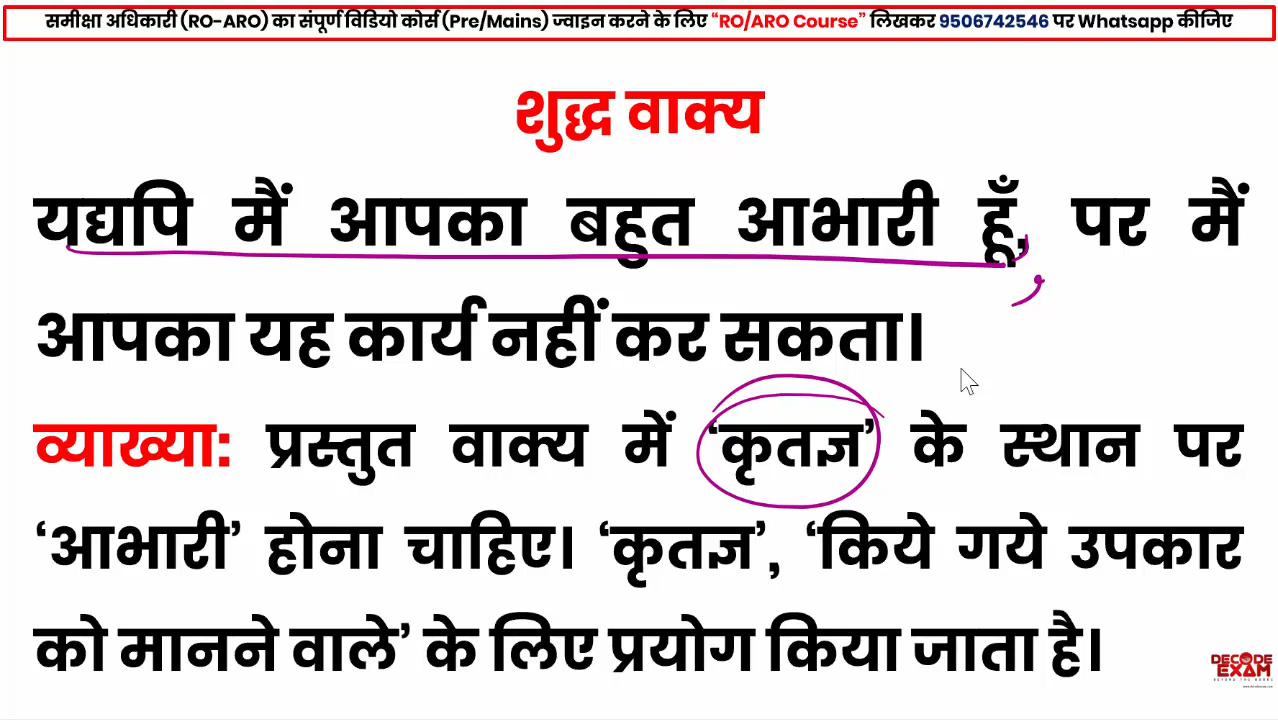 समीक्षा अधिकारी (RO-ARO) का संपूर्ण विडियो कोर्स (Pre/Mains) ज्वाइन करने के लिए “RO/ARO Course” लिखकर 9506742546 पर Whatsapp कीजिए
शुद्ध वाक्य
यद्यपि मैं आपका बहुत आभारी हूँ, पर मैं
आपका यह कार्य नहीं कर सकता।
व्याख्या: प्रस्तुत वाक्य में ‘कृतज्ञ’ के स्थान पर
‘आभारी’ होना चाहिए। ‘कृतज्ञ’, ‘किये गये उपकार
को मानने वाले’ के लिए प्रयोग किया जाता है।
DECODE
EXAM